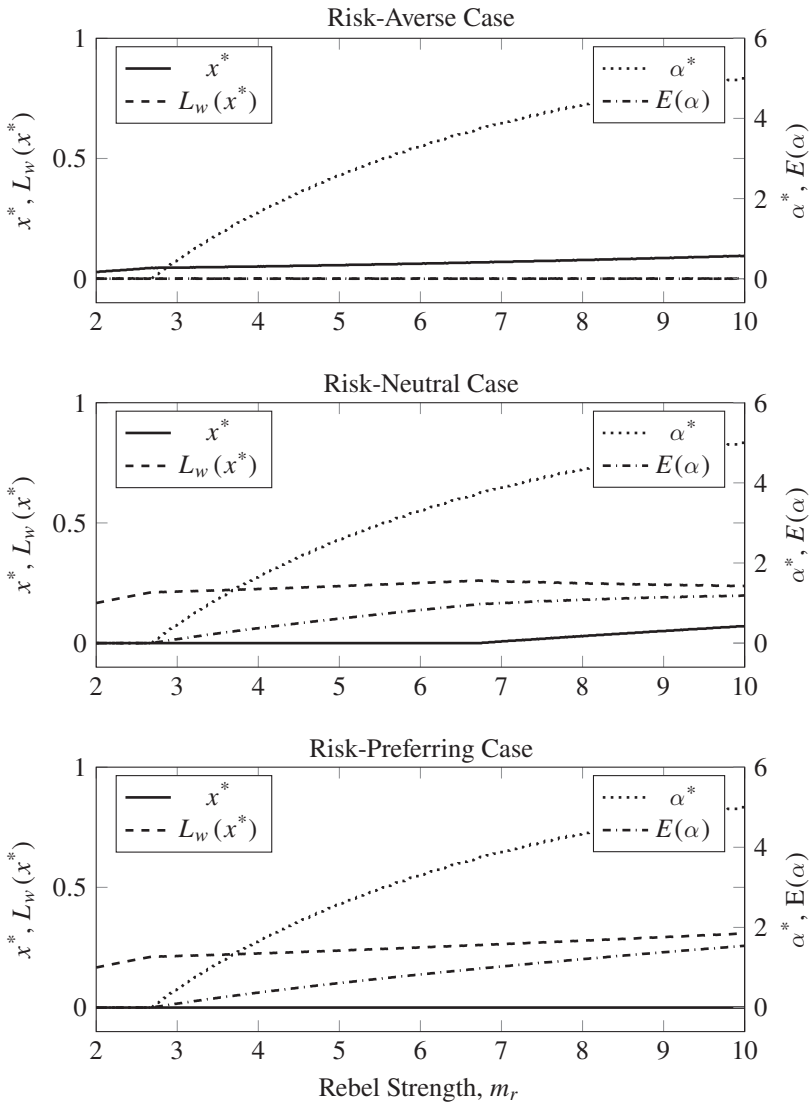 Risk-Averse Case
x*, L_w(x*)
1
0.5
0
x*
L_w(x*)
α*
E(α)
6
4
2
0
α*, E(α)
2 3 4 5 6 7 8 9 10
Risk-Neutral Case
x*, L_w(x*)
1
0.5
0
x*
L_w(x*)
α*
E(α)
6
4
2
0
α*, E(α)
2 3 4 5 6 7 8 9 10
Risk-Preferring Case
x*, L_w(x*)
1
0.5
0
x*
L_w(x*)
α*
E(α)
6
4
2
0
α*, E(α)
2 3 4 5 6 7 8 9 10
Rebel Strength, m_r